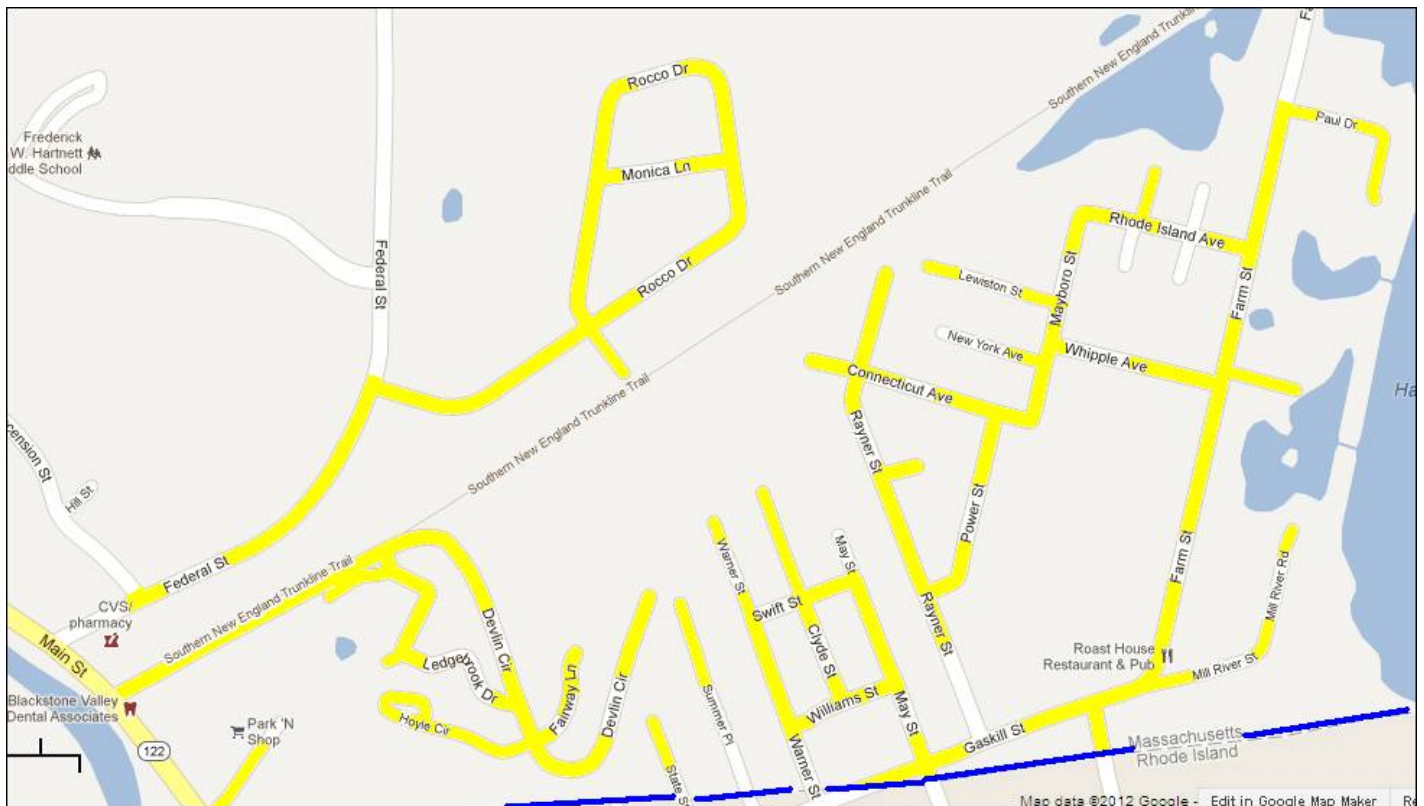 Fa
Rocco Dr
Southern New England Trunkline Trail
Paul Dr
Frederick
W. Hartnett
ddle School
Monica Ln
Southern New England Trunkline Trail
Rhode Island Ave
Federal St
Rocco Dr
Lewiston St
Mayboro St
Farm St
New York Ave
Whipple Ave
Connecticut Ave
Ha
Southern New England Trunkline Trail
cension St
Hill St
Rayner St
Power St
Farm St
Federal St
Southern New England Trunkline Trail
Warner St
May St
Mill River Rd
CVS/
pharmacy
Main St
Devlin Cir
Swift St
Clyde St
Rayner St
Roast House
Restaurant & Pub
Ledgebrook Dr
Fairway Ln
Devlin Cir
Mill River St
Blackstone Valley
Dental Associates
Hoyle Cir
Summer Pl
Williams St
May St
Gaskill St
Park 'N
Shop
122
State St
Warner St
Massachusetts
Rhode Island
Map data ©2012 Google - Edit in Google Map Maker